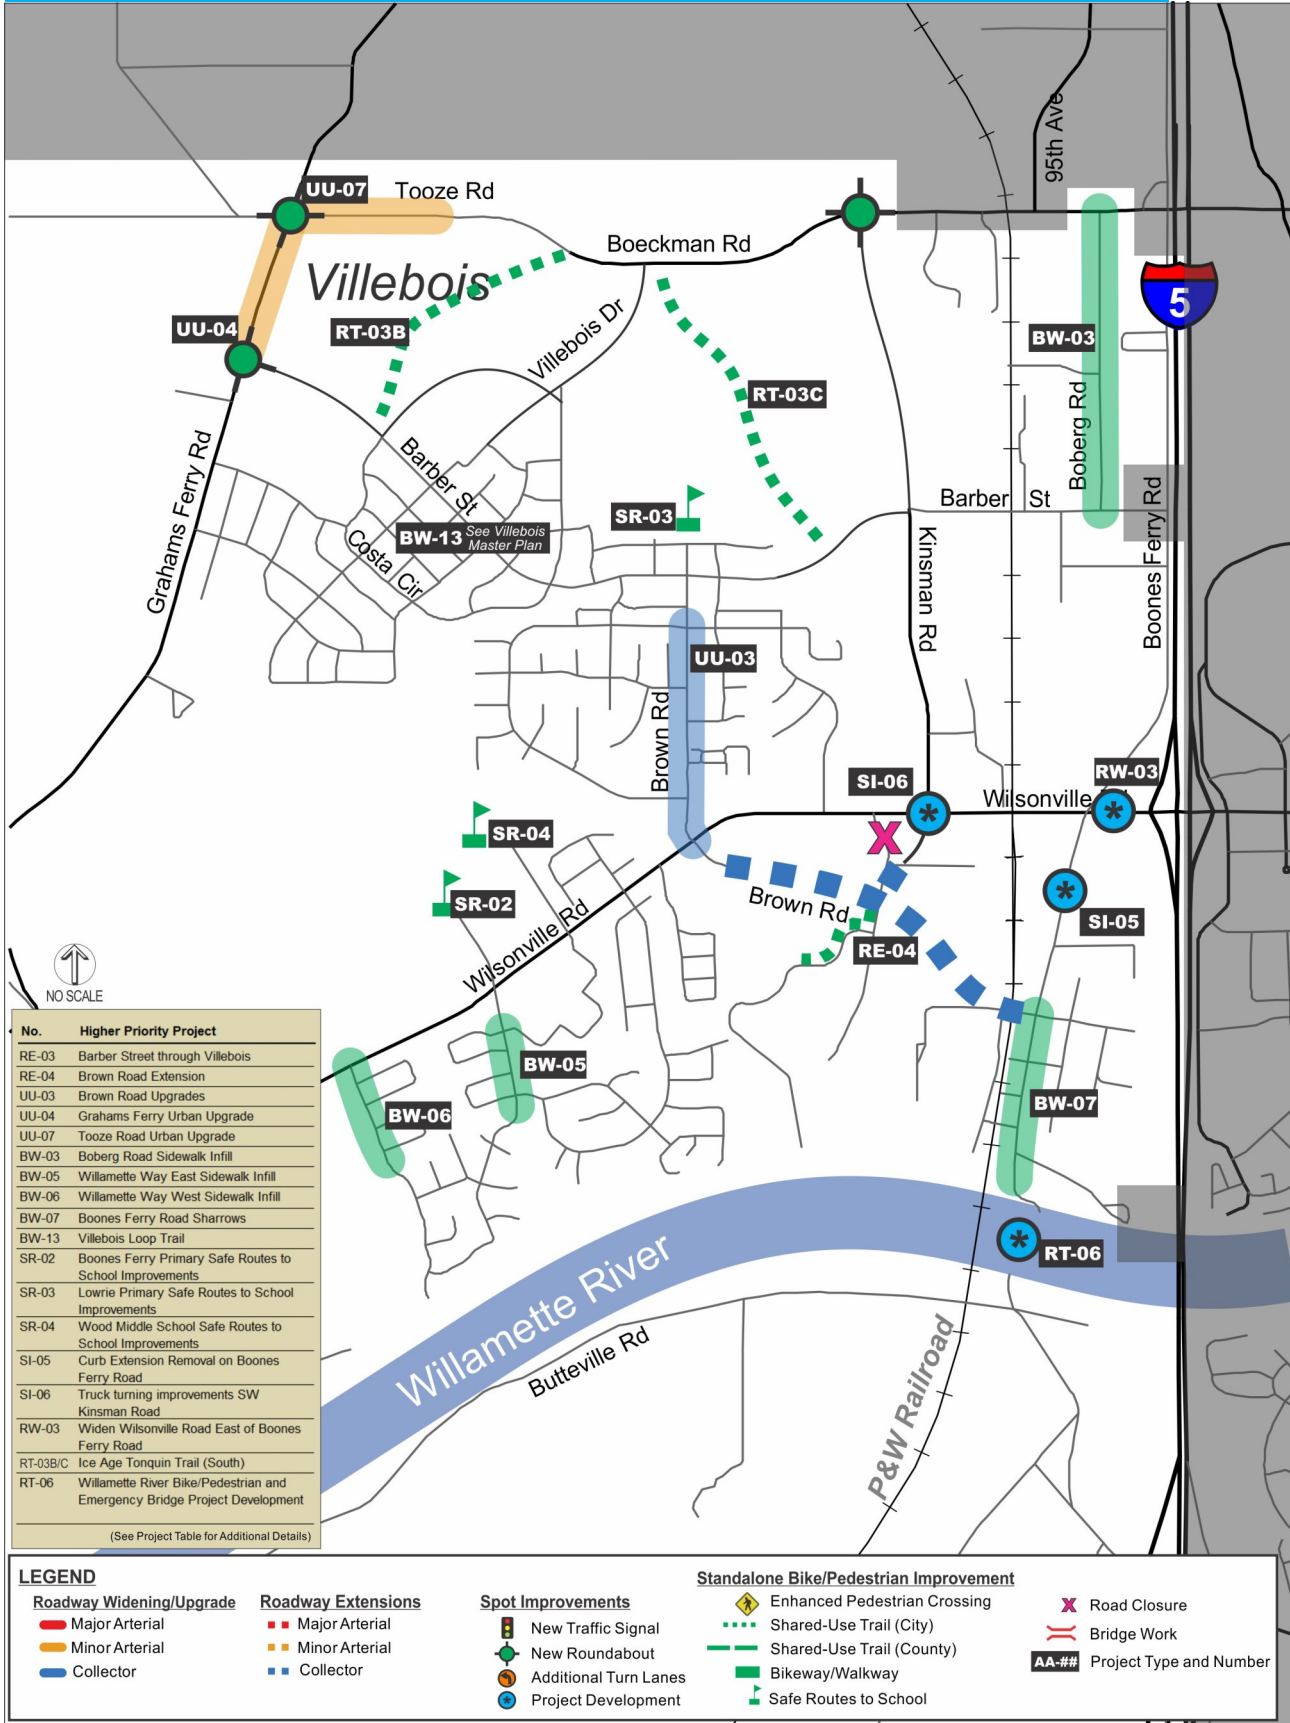 95th Ave
UU-07
Tooze Rd
Boeckman Rd
Villebois
5
UU-04
RT-03B
Villebois Dr
BW-03
RT-03C
Boberg Rd
Grahams Ferry Rd
Barber St
Barber St
SR-03
BW-13 See Villebois
Master Plan
Costa Cir
Kinsman Rd
Boones Ferry Rd
UU-03
Brown Rd
SI-06
RW-03
Wilsonville
SR-04
SR-02
Brown Rd
SI-05
Wilsonville Rd
RE-04
NO SCALE
BW-05
BW-06
BW-07
RT-06
Willamette River
Butteville Rd
P&W Railroad
No. Higher Priority Project
RE-03 Barber Street through Villebois
RE-04 Brown Road Extension
UU-03 Brown Road Upgrades
UU-04 Grahams Ferry Urban Upgrade
UU-07 Tooze Road Urban Upgrade
BW-03 Boberg Road Sidewalk Infill
BW-05 Willamette Way East Sidewalk Infill
BW-06 Willamette Way West Sidewalk Infill
BW-07 Boones Ferry Road Sharrows
BW-13 Villebois Loop Trail
SR-02 Boones Ferry Primary Safe Routes to
School Improvements
SR-03 Lowrie Primary Safe Routes to School
Improvements
SR-04 Wood Middle School Safe Routes to
School Improvements
SI-05 Curb Extension Removal on Boones
Ferry Road
SI-06 Truck turning improvements SW
Kinsman Road
RW-03 Widen Wilsonville Road East of Boones
Ferry Road
RT-03B/C Ice Age Tonquin Trail (South)
RT-06 Willamette River Bike/Pedestrian and
Emergency Bridge Project Development
(See Project Table for Additional Details)
LEGEND
Roadway Widening/Upgrade
Major Arterial
Minor Arterial
Collector
Roadway Extensions
Major Arterial
Minor Arterial
Collector
Spot Improvements
New Traffic Signal
New Roundabout
Additional Turn Lanes
Project Development
Standalone Bike/Pedestrian Improvement
Enhanced Pedestrian Crossing
Shared-Use Trail (City)
Shared-Use Trail (County)
Bikeway/Walkway
Safe Routes to School
X Road Closure
Bridge Work
AA-## Project Type and Number